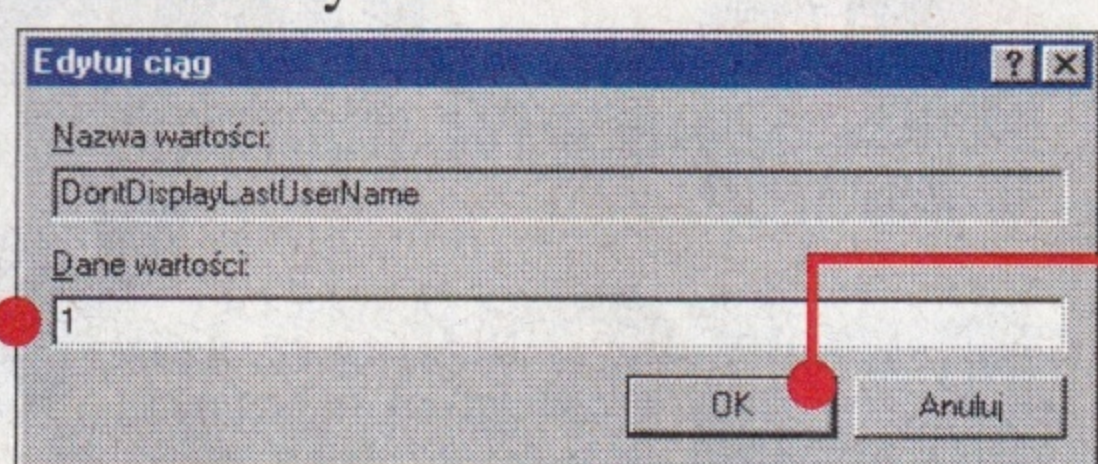 Edytuj ciąg
Nazwa wartości:
DontDisplayLastUserName
Dane wartości:
1
OK Anuluj